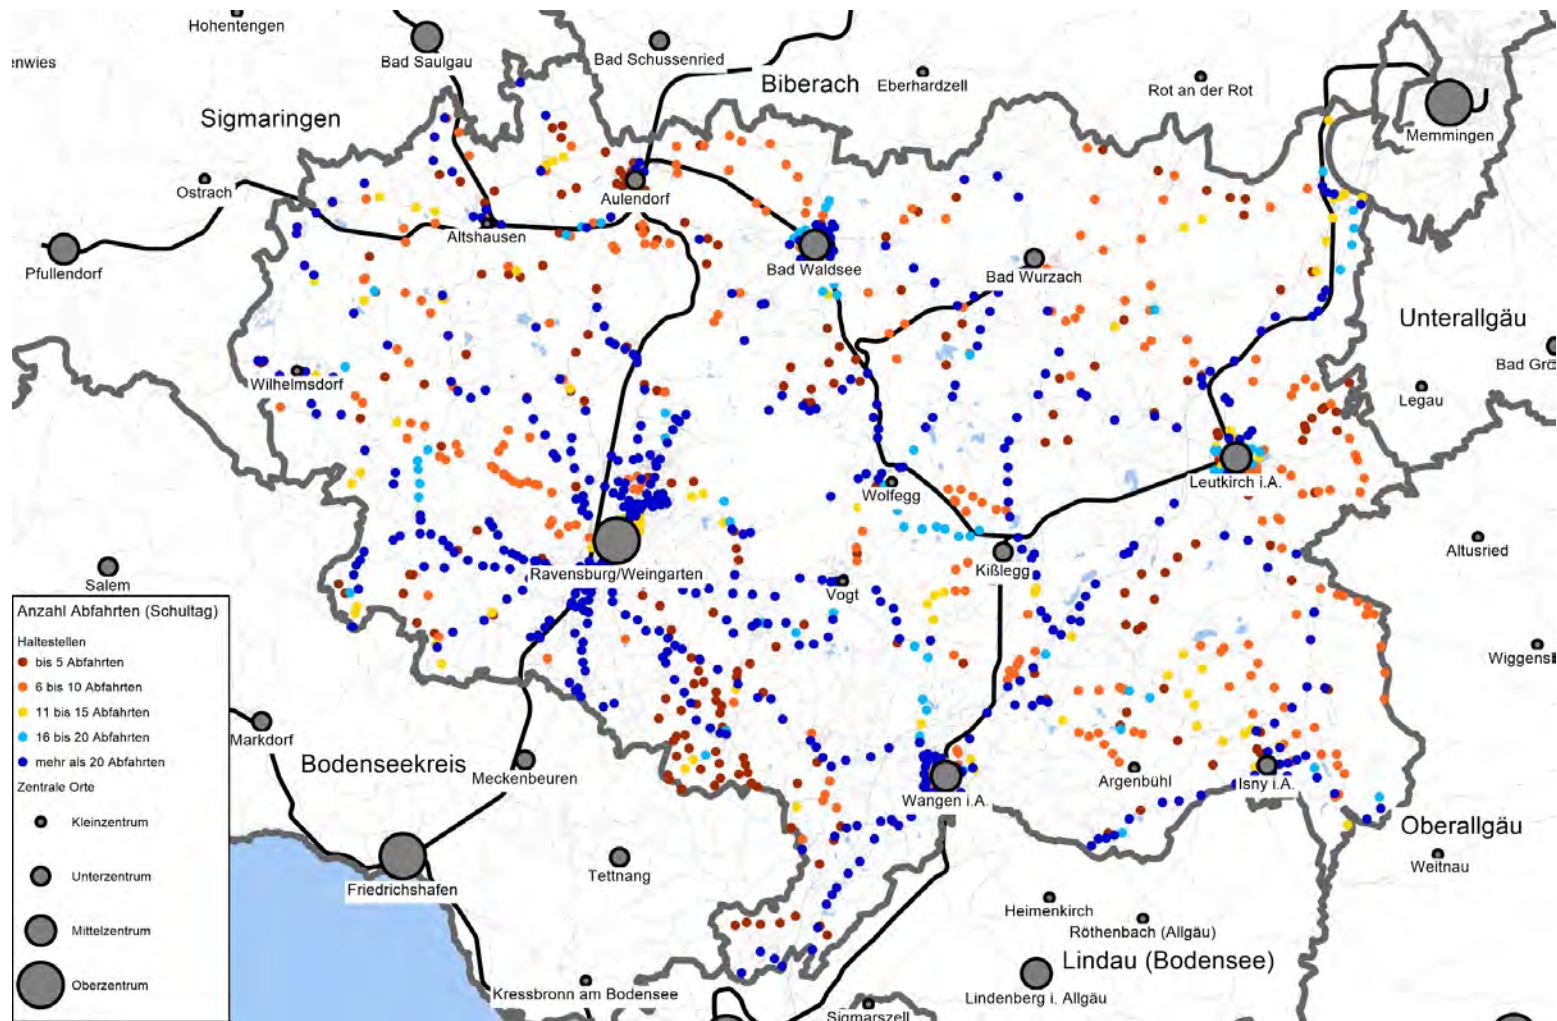 Hohentengen
enwies
Bad Saulgau
Bad Schussenried
Biberach
Eberhardzell
Rot an der Rot
Memmingen
Sigmaringen
Ostrach
Aulendorf
Altshausen
Pfullendorf
Bad Waldsee
Bad Wurzach
Unterallgäu
Bad Grö
Wilhelmsdorf
Legau
Wolfegg
Leutkirch i.A.
Altusried
Ravensburg/Weingarten
Kißlegg
Salem
Vogt
Anzahl Abfahrten (Schultag)
Haltestellen
bis 5 Abfahrten
6 bis 10 Abfahrten
11 bis 15 Abfahrten
16 bis 20 Abfahrten
mehr als 20 Abfahrten
Zentrale Orte
Kleinzentrum
Unterzentrum
Mittelzentrum
Oberzentrum
Wiggensb
Markdorf
Bodenseekreis
Meckenbeuren
Wangen i.A.
Argenbühl
Isny i.A.
Oberallgäu
Weitnau
Friedrichshafen
Tettnang
Heimenkirch
Röthenbach (Allgäu)
Lindau (Bodensee)
Kressbronn am Bodensee
Lindenberg i. Allgäu
Sigmarszell